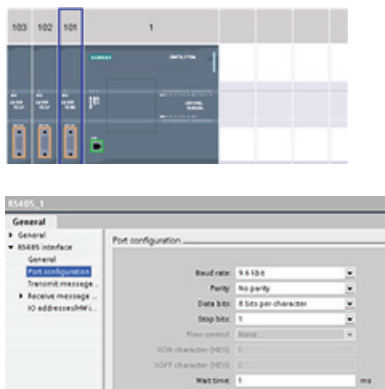 103 102 101 1
SIEMENS
RS485_1
General
General
RS485 interface
General
Port configuration
Transmit message ..
Receive message ..
IO addresses/HW i...
Port configuration
Baud rate: 9.6 kbit
Parity: No parity
Data bits: 8 bits per character
Stop bits: 1
Flow control: None
XON character (HEX): 0
XOFF character (HEX): 0
Wait time: 1 ms